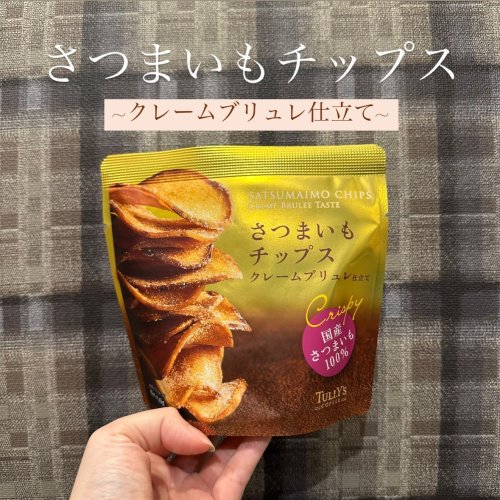 さつまいもチップス
~クレームブリュレ仕立て~
SATSUMAIMO CHIPS
CRÈME BRULEE TASTE
さつまいも
チップス
クレームブリュレ仕立て
Crispy
国産
さつまいも
100%
TULLY'S
COFFEE